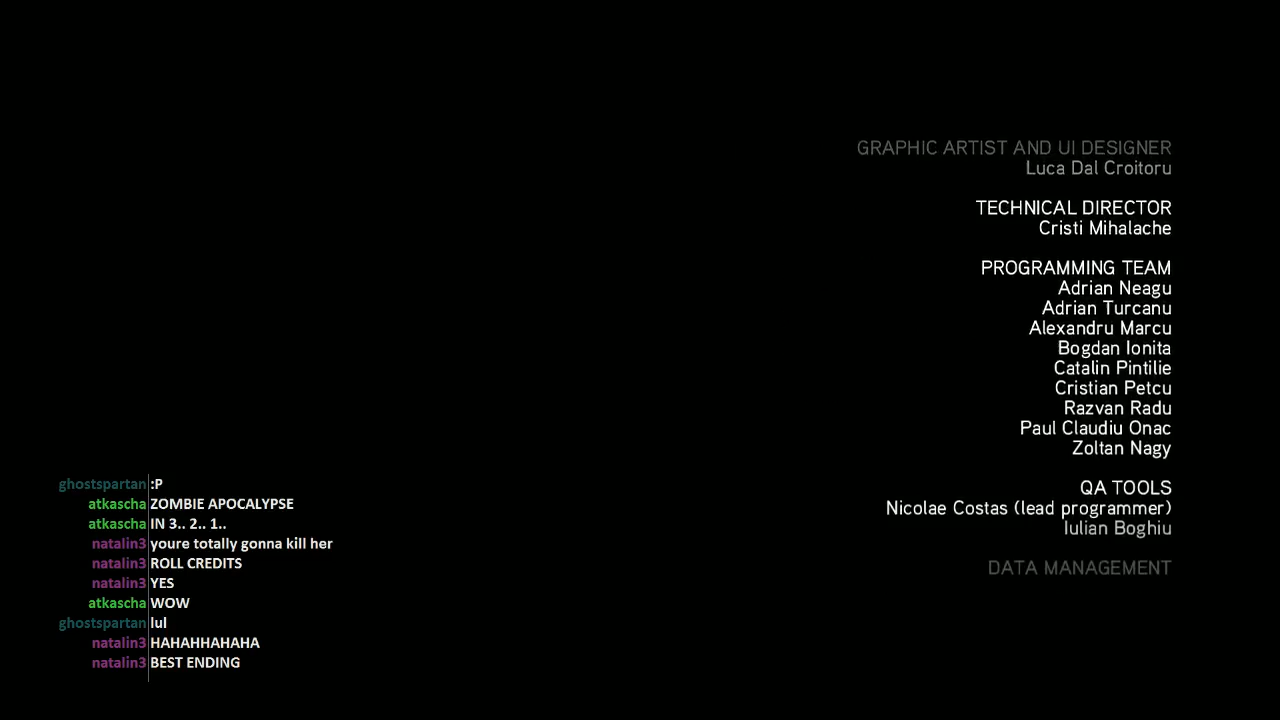 GRAPHIC ARTIST AND UI DESIGNER
Luca Dal Croitoru
TECHNICAL DIRECTOR
Cristi Mihalache
PROGRAMMING TEAM
Adrian Neagu
Adrian Turcanu
Alexandru Marcu
Bogdan Ionita
Catalin Pintilie
Cristian Petcu
Razvan Radu
Paul Claudiu Onac
Zoltan Nagy
QA TOOLS
Nicolae Costas (lead programmer)
Iulian Boghiu
DATA MANAGEMENT
ghostspartan :P
atkascha ZOMBIE APOCALYPSE
atkascha IN 3.. 2.. 1..
natalin3 youre totally gonna kill her
natalin3 ROLL CREDITS
natalin3 YES
atkascha WOW
ghostspartan lul
natalin3 HAHAHHAHAHA
natalin3 BEST ENDING